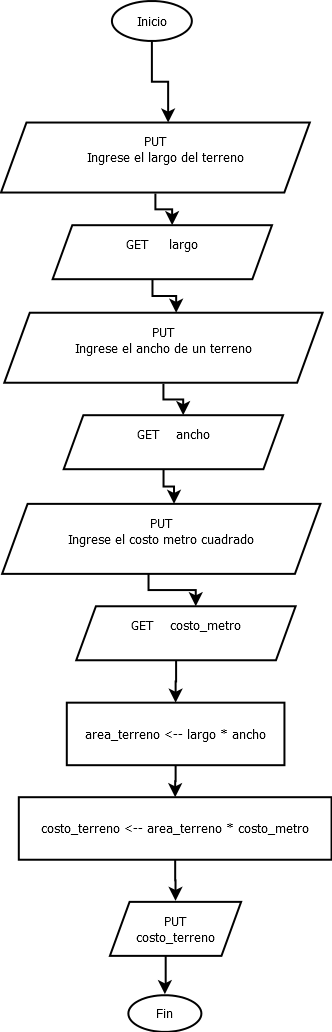 Inicio
PUT
Ingrese el largo del terreno
GET largo
PUT
Ingrese el ancho de un terreno
GET ancho
PUT
Ingrese el costo metro cuadrado
GET costo_metro
area_terreno <-- largo * ancho
costo_terreno <-- area_terreno * costo_metro
PUT
costo_terreno
Fin